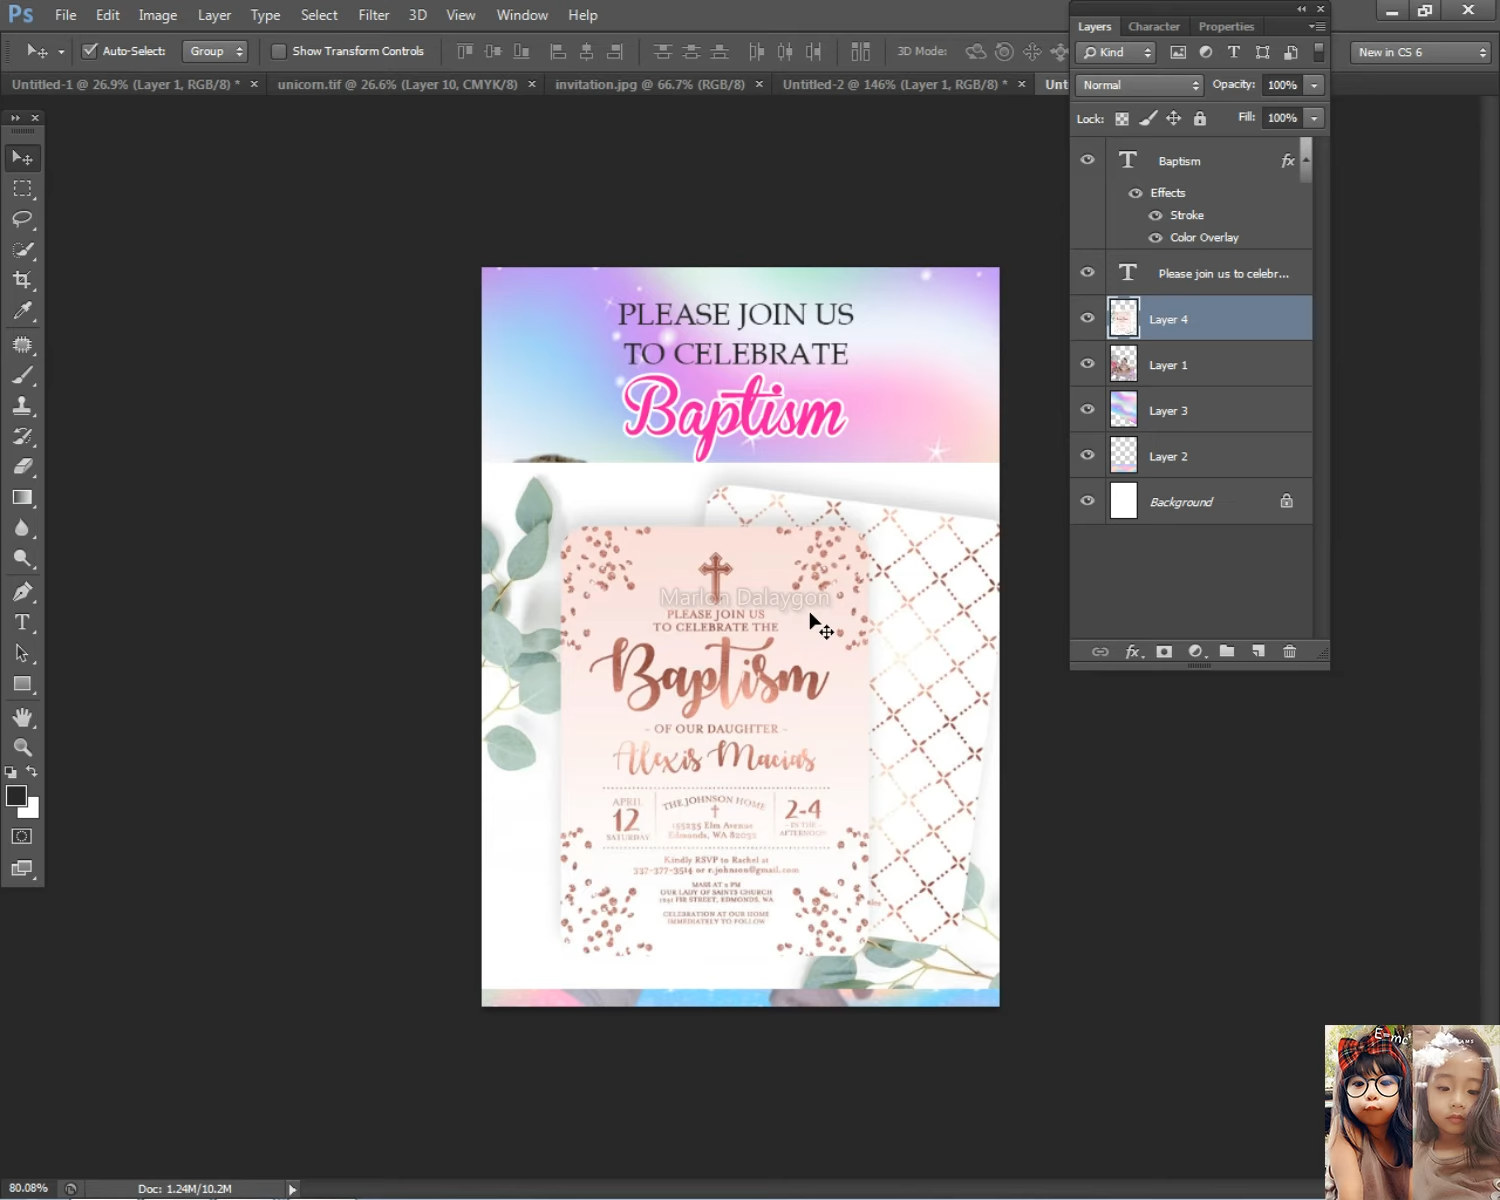 Ps File Edit Image Layer Type Select Filter 3D View Window Help
Auto-Select: Group Show Transform Controls 3D Mode: New in CS 6
Untitled-1 @ 26.9% (Layer 1, RGB/8) * × unicorn.tif @ 26.6% (Layer 10, CMYK/8) × invitation.jpg @ 66.7% (RGB/8) × Untitled-2 @ 146% (Layer 1, RGB/8) * × Unt
Layers Character Properties
Kind
Normal Opacity: 100%
Lock: Fill: 100%
T Baptism fx
Effects
Stroke
Color Overlay
T Please join us to celebr...
Layer 4
Layer 1
Layer 3
Layer 2
Background
PLEASE JOIN US
TO CELEBRATE
Baptism
Marlon Dalaygon
PLEASE JOIN US
TO CELEBRATE THE
Baptism
- OF OUR DAUGHTER -
Alexis Macias
APRIL
12
SATURDAY
THE JOHNSON HOME
155235 Elm Avenue
Edmonds, WA 82032
2-4
- IN THE -
AFTERNOON
Kindly RSVP to Rachel at
337-377-3514 or r.johnson@gmail.com
MASS AT 2 PM
OUR LADY OF SAINTS CHURCH
1251 FIR STREET, EDMONDS, WA
CELEBRATION AT OUR HOME
IMMEDIATELY TO FOLLOW
E=mc²
80.08% Doc: 1.24M/10.2M